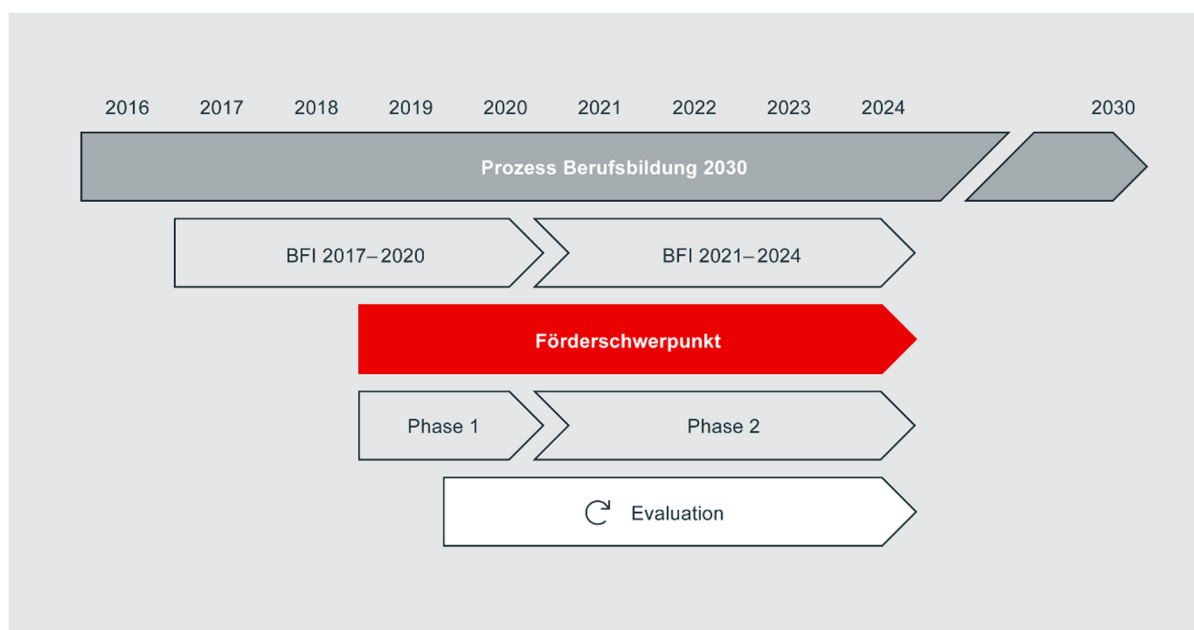 2016 2017 2018 2019 2020 2021 2022 2023 2024 2030
Prozess Berufsbildung 2030
BFI 2017–2020 BFI 2021–2024
Förderschwerpunkt
Phase 1 Phase 2
Evaluation